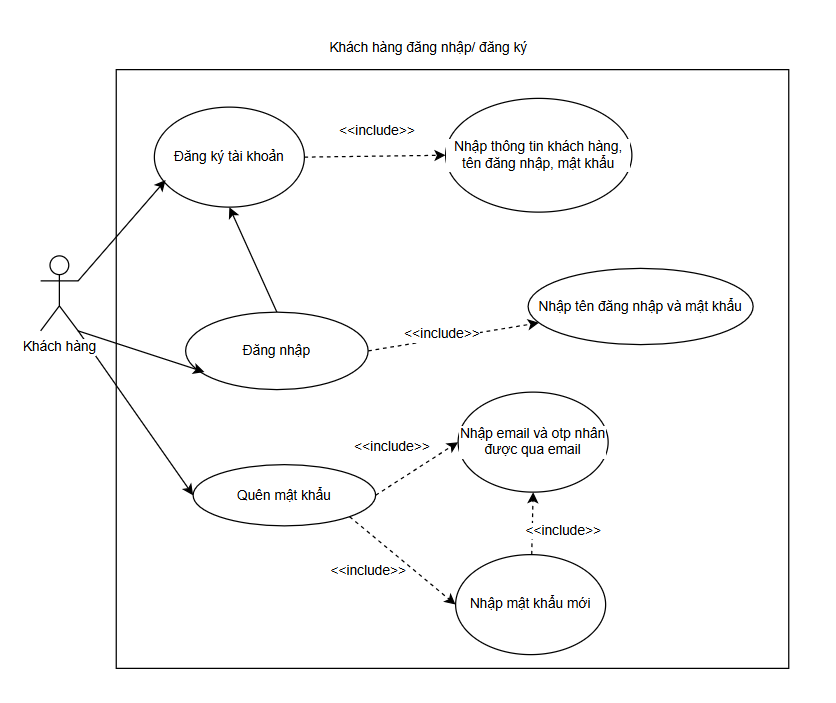 Khách hàng đăng nhập/ đăng ký
<<include>>
Đăng ký tài khoản
Nhập thông tin khách hàng,
tên đăng nhập, mật khẩu
Khách hàng
Đăng nhập
<<include>>
Nhập tên đăng nhập và mật khẩu
Quên mật khẩu
<<include>>
Nhập email và otp nhân
được qua email
<<include>>
<<include>>
Nhập mật khẩu mới